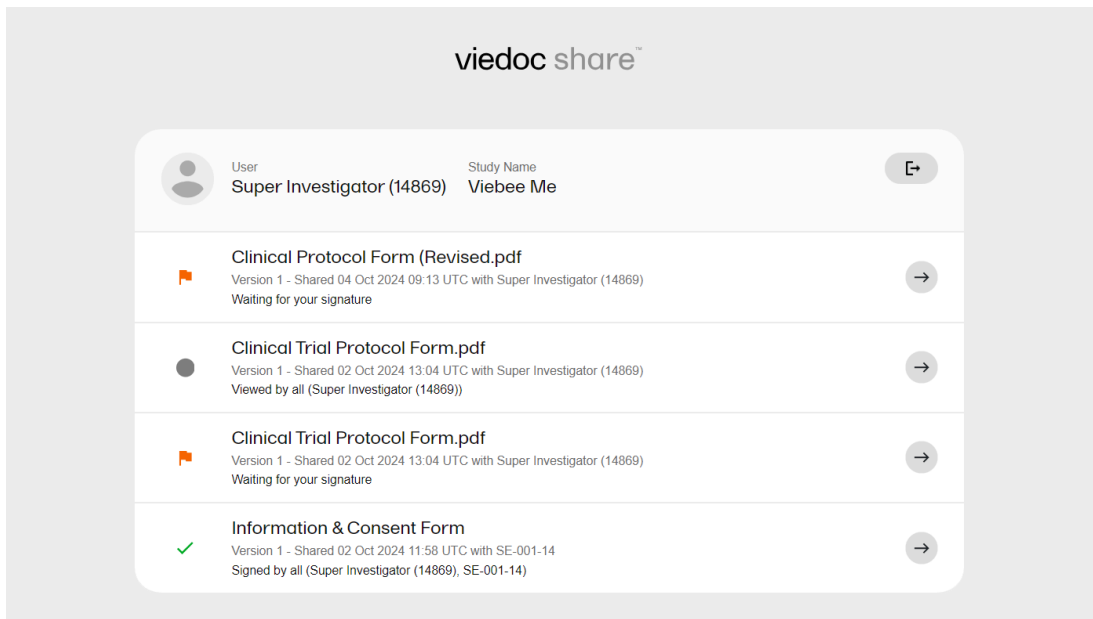 viedoc share™
User
Super Investigator (14869)
Study Name
Viebee Me
Clinical Protocol Form (Revised.pdf
Version 1 - Shared 04 Oct 2024 09:13 UTC with Super Investigator (14869)
Waiting for your signature
Clinical Trial Protocol Form.pdf
Version 1 - Shared 02 Oct 2024 13:04 UTC with Super Investigator (14869)
Viewed by all (Super Investigator (14869))
Clinical Trial Protocol Form.pdf
Version 1 - Shared 02 Oct 2024 13:04 UTC with Super Investigator (14869)
Waiting for your signature
Information & Consent Form
Version 1 - Shared 02 Oct 2024 11:58 UTC with SE-001-14
Signed by all (Super Investigator (14869), SE-001-14)